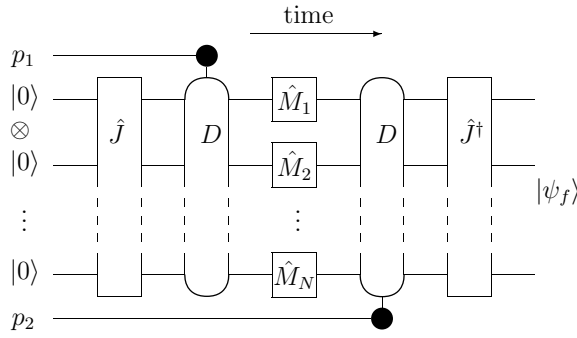 time
p₁
|0⟩ Ĵ D M̂₁ D Ĵ†
⊗
|0⟩ M̂₂ |ψ_f⟩
⋮ ⋮
|0⟩ M̂_N
p₂